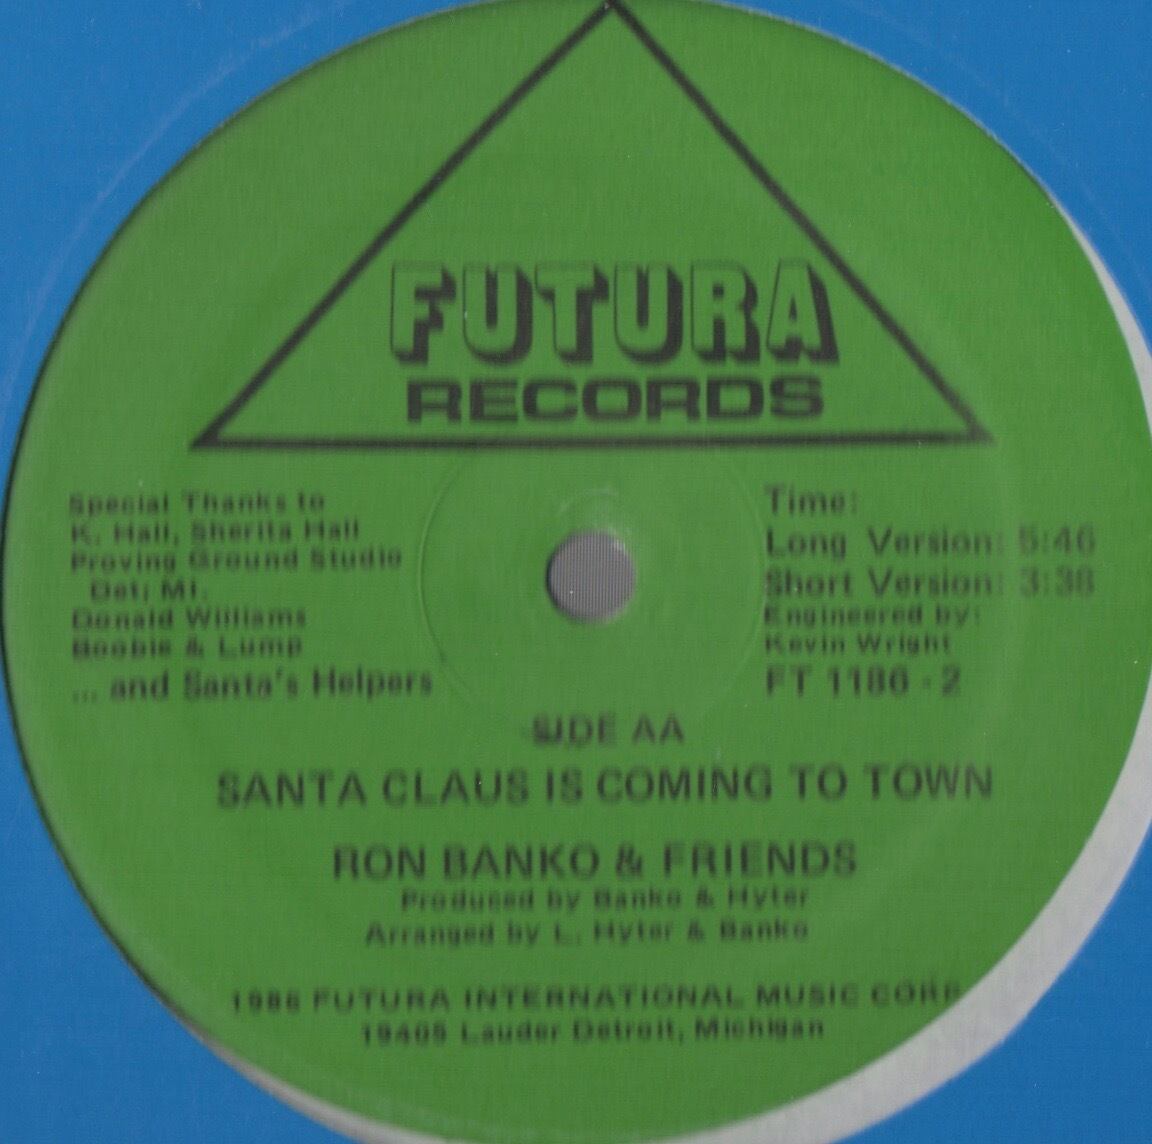 FUTURA
RECORDS
Special Thanks to
K. Hall, Sherita Hall
Proving Ground Studio
Det; MI.
Donald Williams
Boobie & Lump
... and Santa's Helpers
Time:
Long Version: 5:46
Short Version: 3:38
Engineered by:
Kevin Wright
FT 1186 - 2
SIDE AA
SANTA CLAUS IS COMING TO TOWN
RON BANKO & FRIENDS
Produced by Banko & Hyter
Arranged by L. Hyter & Banko
1986 FUTURA INTERNATIONAL MUSIC CORP.
19405 Lauder Detroit, Michigan